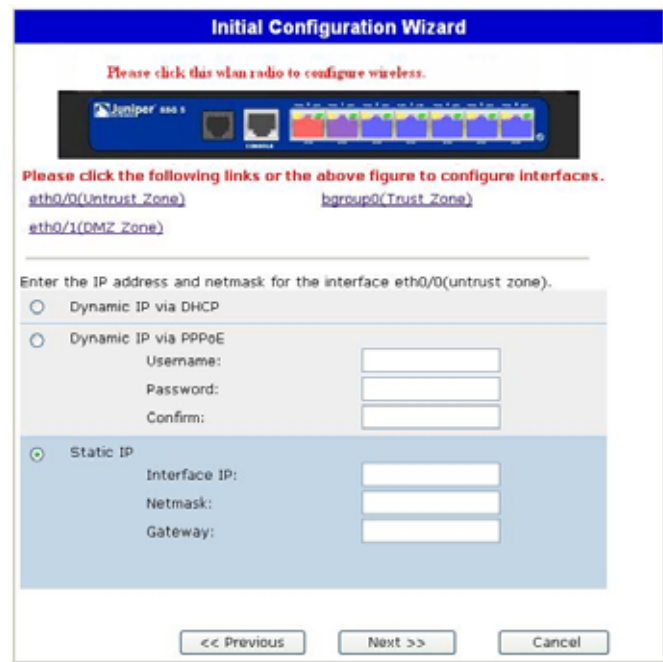 Initial Configuration Wizard
Please click this wlan radio to configure wireless.
Juniper SSG 5
CONSOLE
Please click the following links or the above figure to configure interfaces.
eth0/0(Untrust Zone) bgroup0(Trust Zone)
eth0/1(DMZ Zone)
Enter the IP address and netmask for the interface eth0/0(untrust zone).
Dynamic IP via DHCP
Dynamic IP via PPPoE
Username:
Password:
Confirm:
Static IP
Interface IP:
Netmask:
Gateway:
<< Previous Next >> Cancel